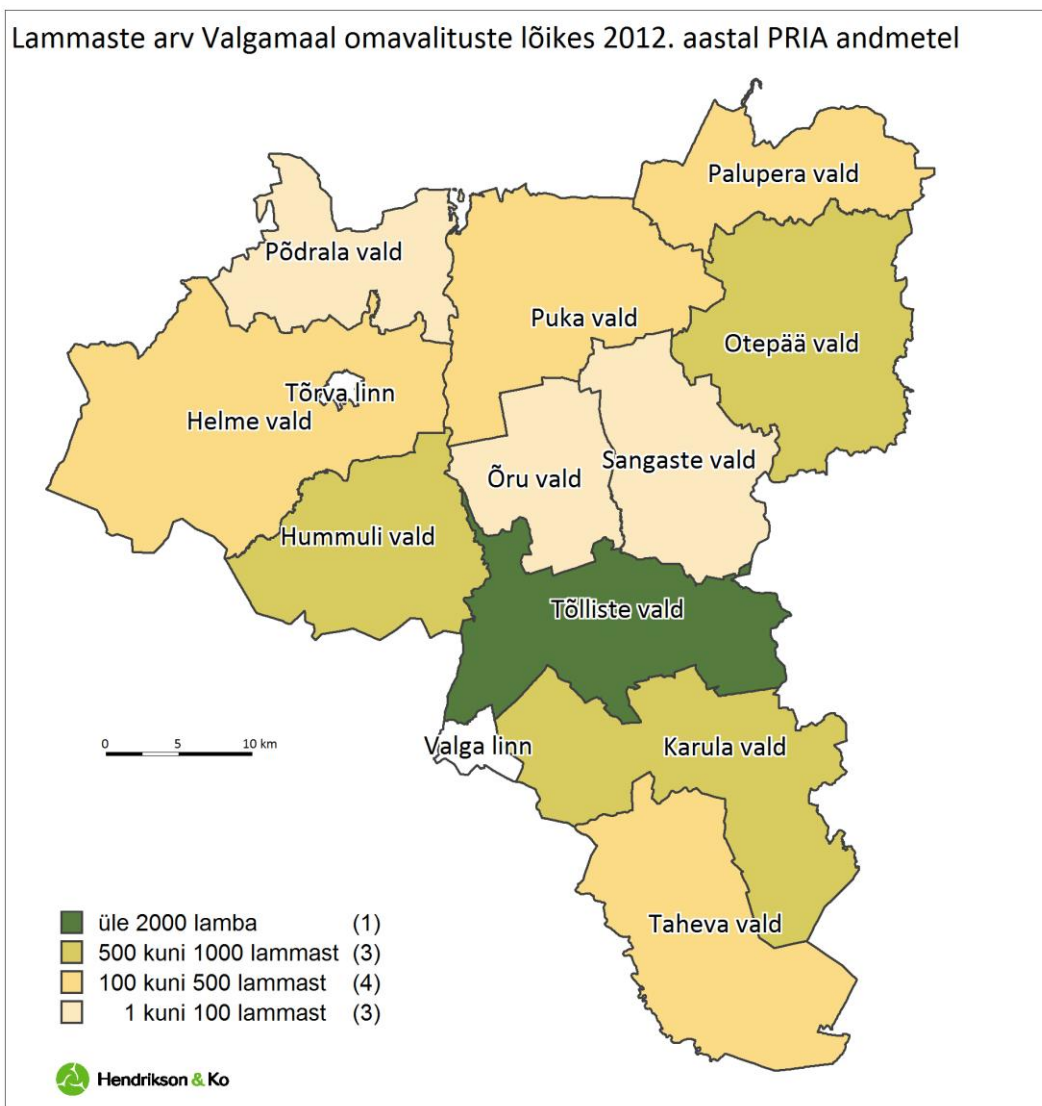 Lammaste arv Valgamaal omavalituste lõikes 2012. aastal PRIA andmetel
Palupera vald
Põdrala vald
Puka vald
Otepää vald
Tõrva linn
Helme vald
Sangaste vald
Õru vald
Hummuli vald
Tõlliste vald
Valga linn
Karula vald
0 5 10 km
Taheva vald
üle 2000 lamba (1)
500 kuni 1000 lammast (3)
100 kuni 500 lammast (4)
1 kuni 100 lammast (3)
Hendrikson & Ko